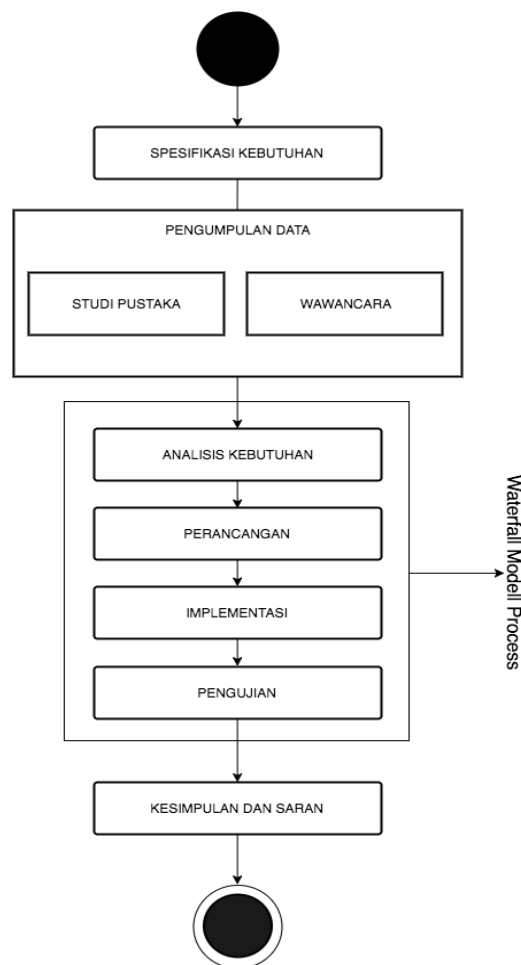 SPESIFIKASI KEBUTUHAN
PENGUMPULAN DATA
STUDI PUSTAKA
WAWANCARA
ANALISIS KEBUTUHAN
PERANCANGAN
IMPLEMENTASI
PENGUJIAN
Waterfall Modell Process
KESIMPULAN DAN SARAN